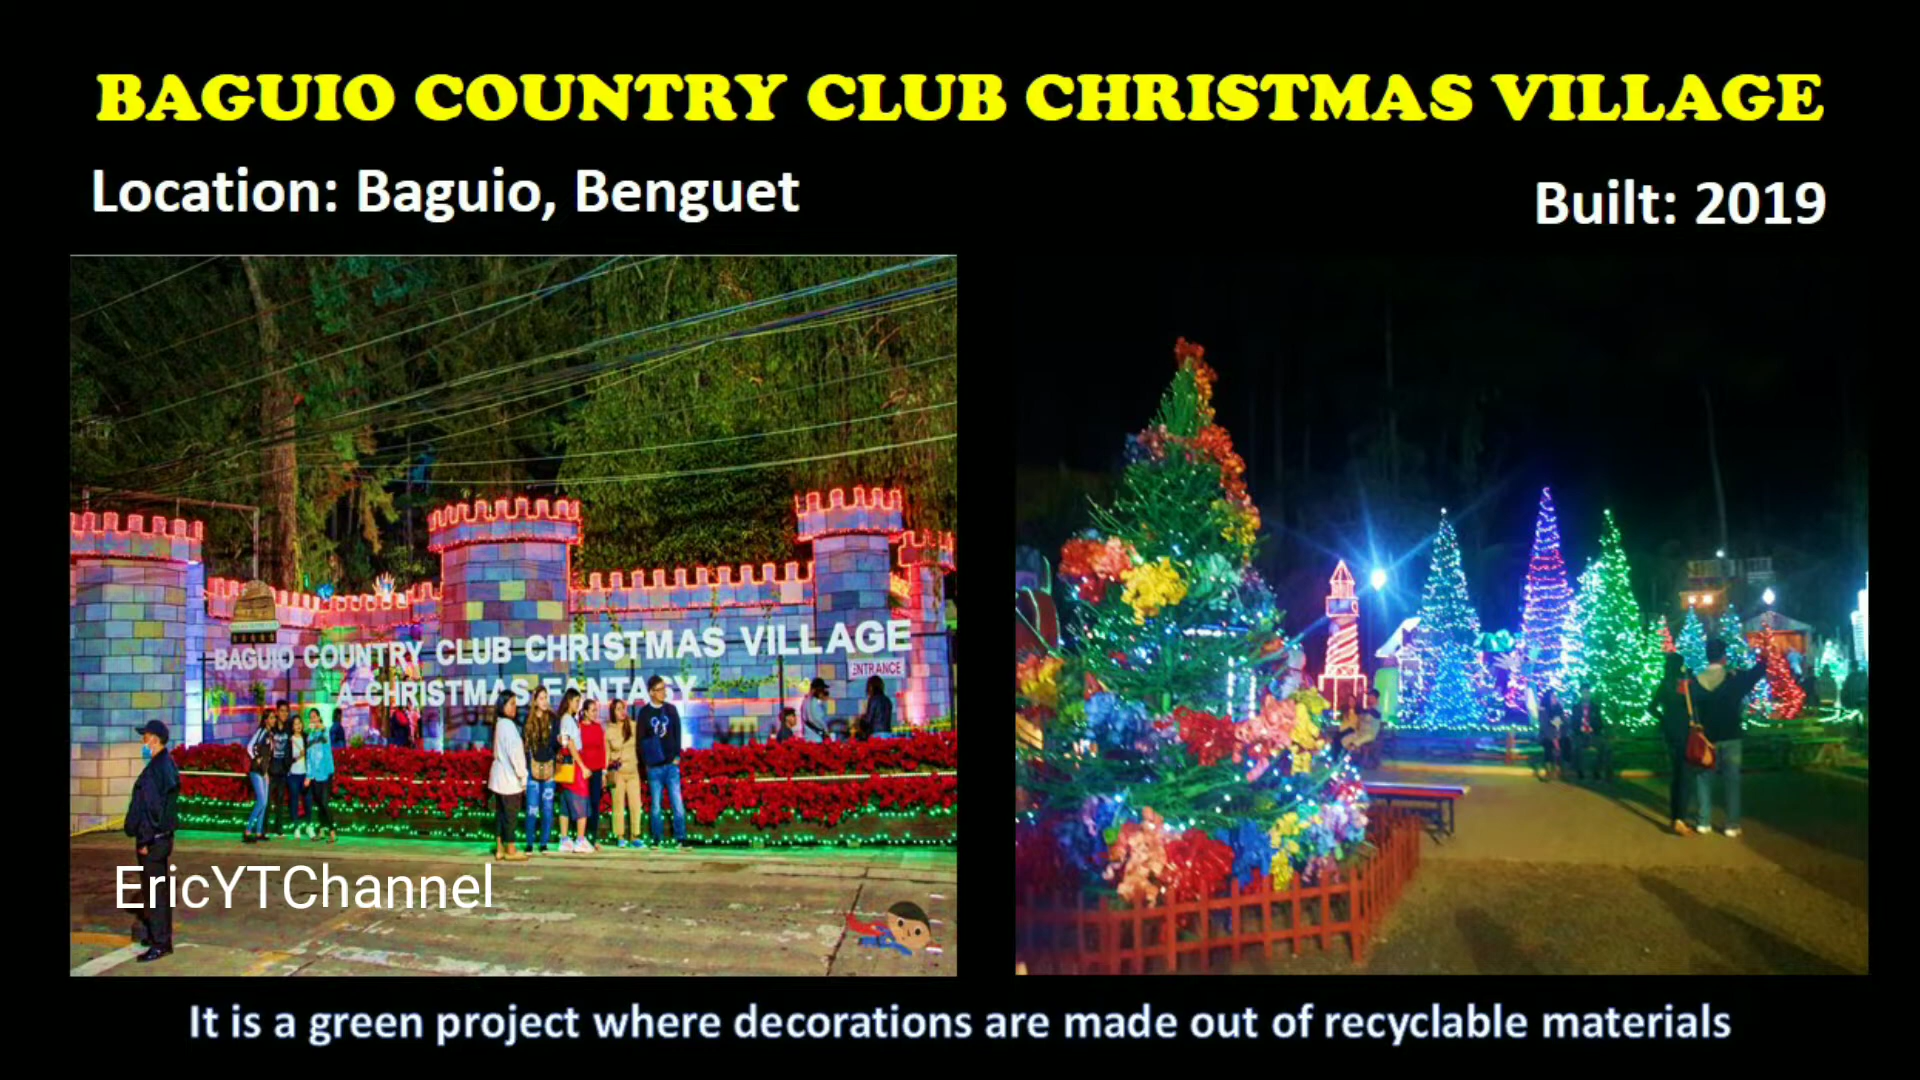 BAGUIO COUNTRY CLUB CHRISTMAS VILLAGE
Location: Baguio, Benguet
Built: 2019
BAGUIO COUNTRY CLUB CHRISTMAS VILLAGE
A CHRISTMAS FANTASY
ENTRANCE
EricYTChannel
It is a green project where decorations are made out of recyclable materials